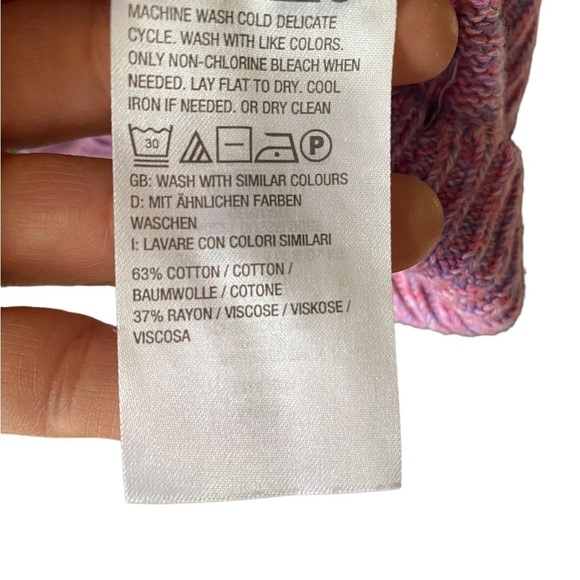 MACHINE WASH COLD DELICATE
CYCLE. WASH WITH LIKE COLORS.
ONLY NON-CHLORINE BLEACH WHEN
NEEDED. LAY FLAT TO DRY. COOL
IRON IF NEEDED. OR DRY CLEAN
30 P
GB: WASH WITH SIMILAR COLOURS
D: MIT ÄHNLICHEN FARBEN
WASCHEN
I: LAVARE CON COLORI SIMILARI
63% COTTON / COTTON /
BAUMWOLLE / COTONE
37% RAYON / VISCOSE / VISKOSE /
VISCOSA